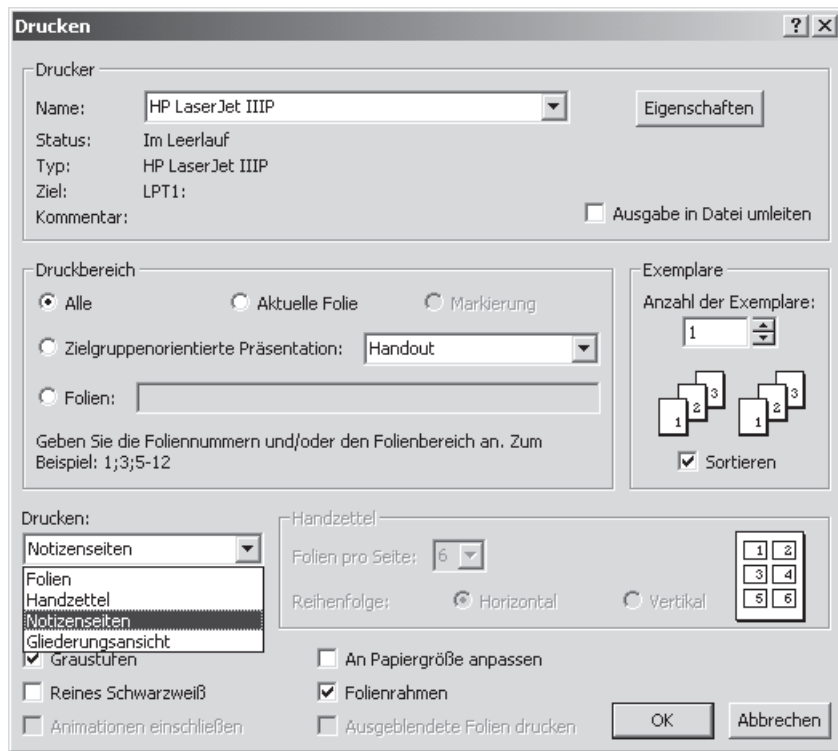 Drucken
Drucker
Name: HP LaserJet IIIP Eigenschaften
Status: Im Leerlauf
Typ: HP LaserJet IIIP
Ziel: LPT1:
Kommentar: Ausgabe in Datei umleiten
Druckbereich
Alle Aktuelle Folie Markierung
Zielgruppenorientierte Präsentation: Handout
Folien:
Geben Sie die Foliennummern und/oder den Folienbereich an. Zum
Beispiel: 1;3;5-12
Exemplare
Anzahl der Exemplare:
1
3 3
2 2
1 1
Sortieren
Drucken:
Notizenseiten
Folien
Handzettel
Notizenseiten
Gliederungsansicht
Handzettel
Folien pro Seite: 6
Reihenfolge: Horizontal Vertikal
1 2
3 4
5 6
Graustufen An Papiergröße anpassen
Reines Schwarzweiß Folienrahmen
Animationen einschließen Ausgeblendete Folien drucken
OK Abbrechen